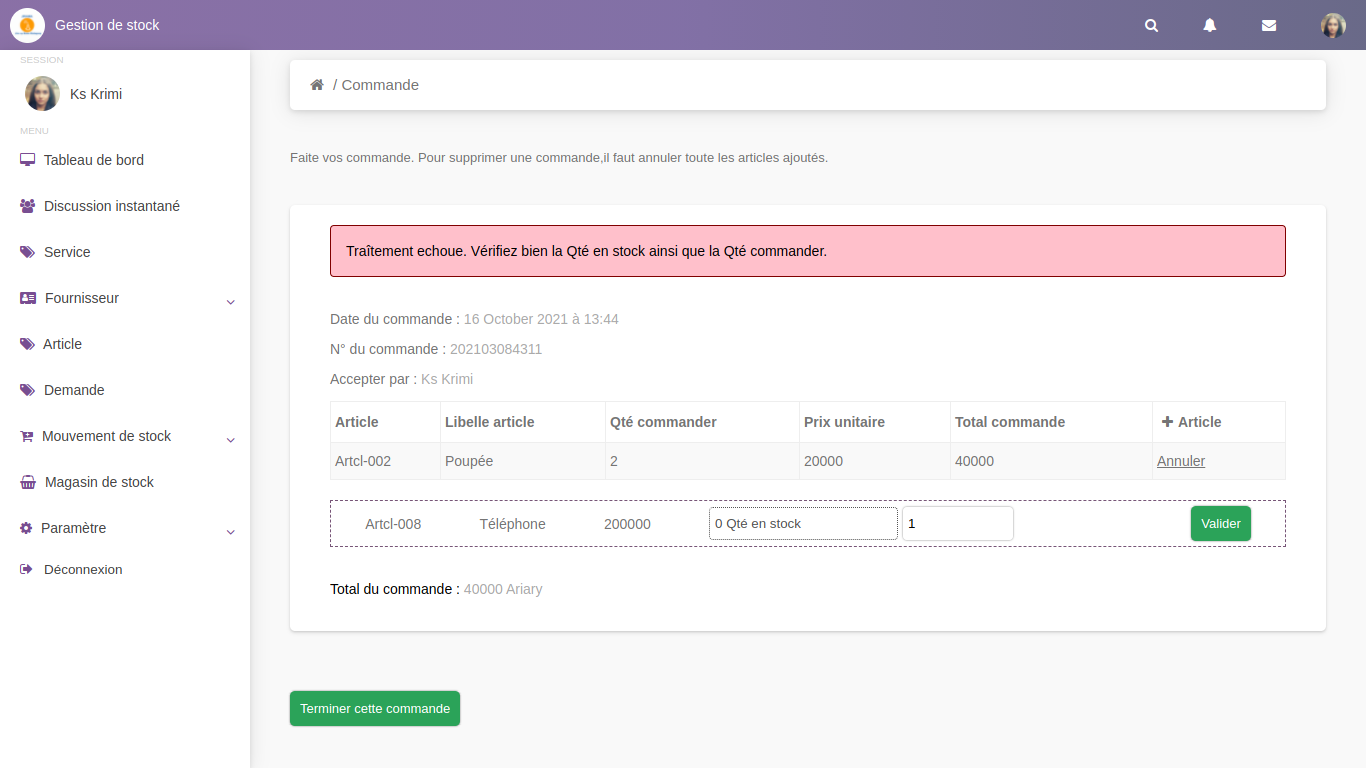 Gestion de stock
SESSION
Ks Krimi
MENU
Tableau de bord
Discussion instantané
Service
Fournisseur
Article
Demande
Mouvement de stock
Magasin de stock
Paramètre
Déconnexion
/ Commande
Faite vos commande. Pour supprimer une commande,il faut annuler toute les articles ajoutés.
Traîtement echoue. Vérifiez bien la Qté en stock ainsi que la Qté commander.
Date du commande : 16 October 2021 à 13:44
N° du commande : 202103084311
Accepter par : Ks Krimi
Article Libelle article Qté commander Prix unitaire Total commande + Article
Artcl-002 Poupée 2 20000 40000 Annuler
Artcl-008 Téléphone 200000 0 Qté en stock 1 Valider
Total du commande : 40000 Ariary
Terminer cette commande